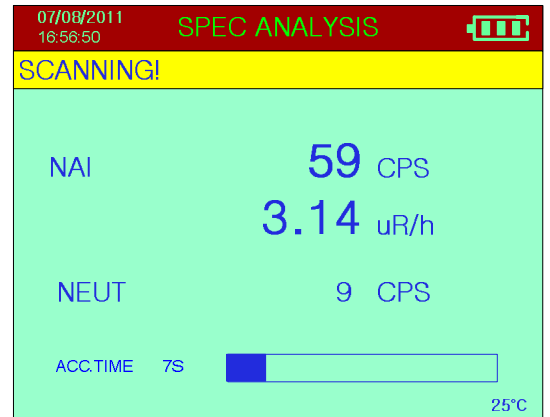 07/08/2011
16:56:50
SPEC ANALYSIS
SCANNING!
NAI 59 CPS
3.14 uR/h
NEUT 9 CPS
ACC.TIME 7S
25°C